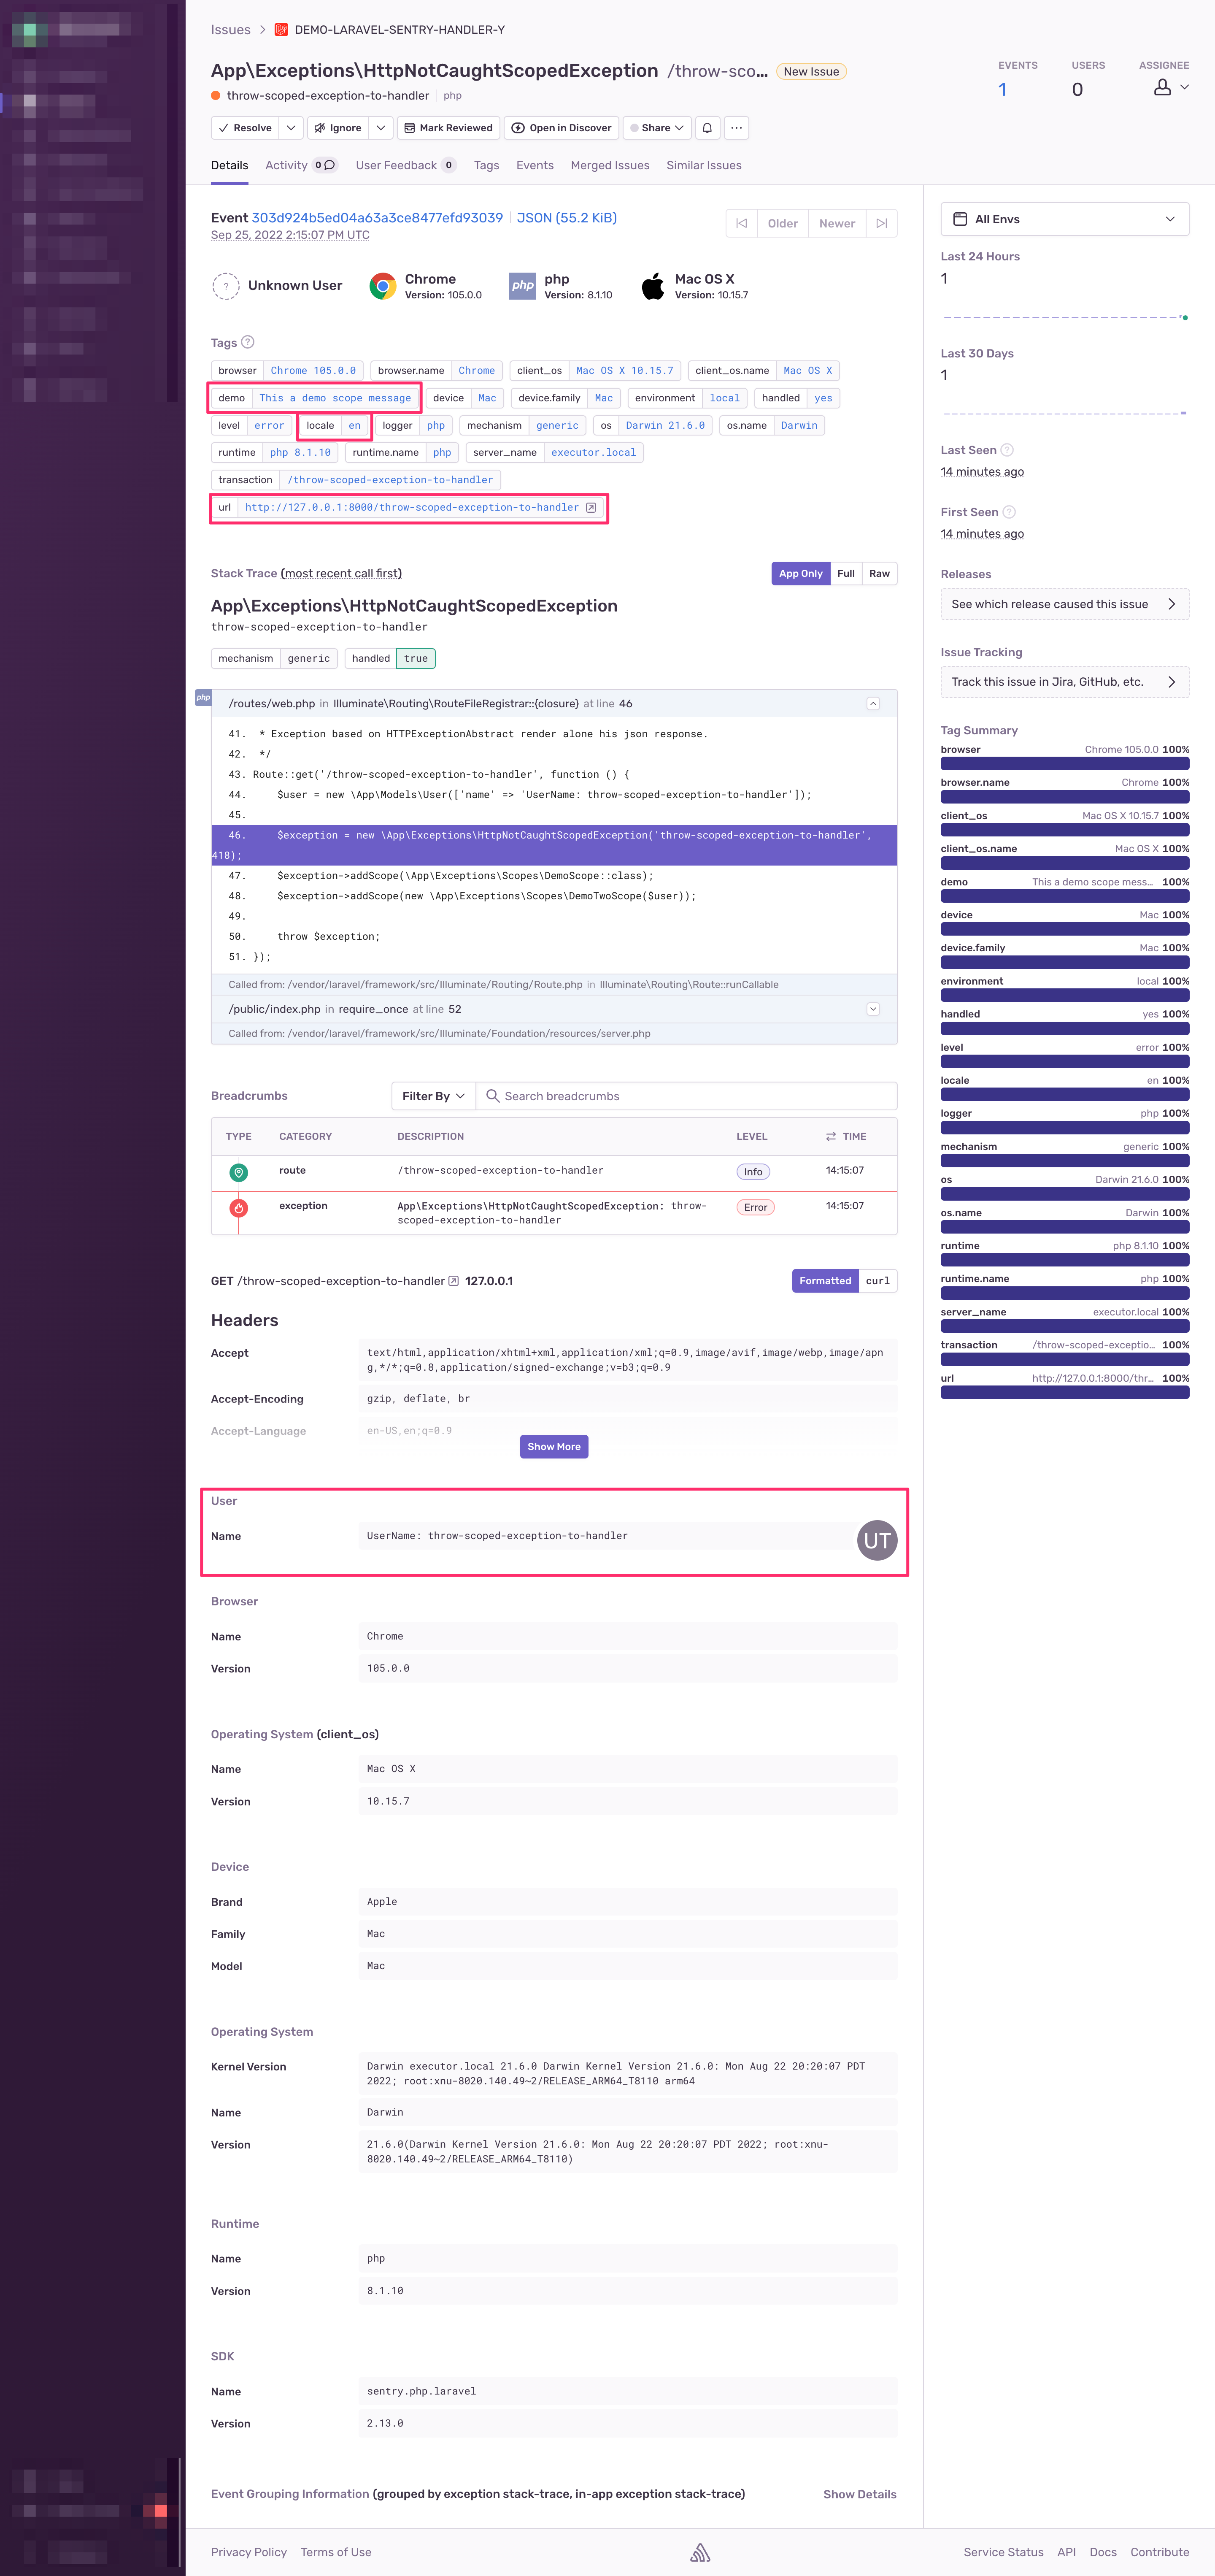 Issues > DEMO-LARAVEL-SENTRY-HANDLER-Y
App\Exceptions\HttpNotCaughtScopedException /throw-sco... New Issue
EVENTS USERS ASSIGNEE
1 0
throw-scoped-exception-to-handler php
Resolve Ignore Mark Reviewed Open in Discover Share ...
Details Activity 0 User Feedback 0 Tags Events Merged Issues Similar Issues
Event 303d924b5ed04a63a3ce8477efd93039 JSON (55.2 KiB)
Sep 25, 2022 2:15:07 PM UTC
Older Newer
? Unknown User
Chrome
Version: 105.0.0
php
php
Version: 8.1.10
Mac OS X
Version: 10.15.7
Tags ?
browser Chrome 105.0.0 browser.name Chrome client_os Mac OS X 10.15.7 client_os.name Mac OS X
demo This a demo scope message device Mac device.family Mac environment local handled yes
level error locale en logger php mechanism generic os Darwin 21.6.0 os.name Darwin
runtime php 8.1.10 runtime.name php server_name executor.local
transaction /throw-scoped-exception-to-handler
url http://127.0.0.1:8000/throw-scoped-exception-to-handler
Stack Trace (most recent call first)
App Only Full Raw
App\Exceptions\HttpNotCaughtScopedException
throw-scoped-exception-to-handler
mechanism generic handled true
php
/routes/web.php in Illuminate\Routing\RouteFileRegistrar::{closure} at line 46
41. * Exception based on HTTPExceptionAbstract render alone his json response.
42. */
43. Route::get('/throw-scoped-exception-to-handler', function () {
44. $user = new \App\Models\User(['name' => 'UserName: throw-scoped-exception-to-handler']);
45.
46. $exception = new \App\Exceptions\HttpNotCaughtScopedException('throw-scoped-exception-to-handler',
418);
47. $exception->addScope(\App\Exceptions\Scopes\DemoScope::class);
48. $exception->addScope(new \App\Exceptions\Scopes\DemoTwoScope($user));
49.
50. throw $exception;
51. });
Called from: /vendor/laravel/framework/src/Illuminate/Routing/Route.php in Illuminate\Routing\Route::runCallable
/public/index.php in require_once at line 52
Called from: /vendor/laravel/framework/src/Illuminate/Foundation/resources/server.php
Breadcrumbs
Filter By
Search breadcrumbs
TYPE CATEGORY DESCRIPTION LEVEL TIME
route /throw-scoped-exception-to-handler Info 14:15:07
exception App\Exceptions\HttpNotCaughtScopedException: throw- Error 14:15:07
scoped-exception-to-handler
GET /throw-scoped-exception-to-handler 127.0.0.1
Formatted curl
Headers
Accept text/html,application/xhtml+xml,application/xml;q=0.9,image/avif,image/webp,image/apn
g,*/*;q=0.8,application/signed-exchange;v=b3;q=0.9
Accept-Encoding gzip, deflate, br
Accept-Language en-US,en;q=0.9
Show More
User
Name UserName: throw-scoped-exception-to-handler
UT
Browser
Name Chrome
Version 105.0.0
Operating System (client_os)
Name Mac OS X
Version 10.15.7
Device
Brand Apple
Family Mac
Model Mac
Operating System
Kernel Version Darwin executor.local 21.6.0 Darwin Kernel Version 21.6.0: Mon Aug 22 20:20:07 PDT
2022; root:xnu-8020.140.49~2/RELEASE_ARM64_T8110 arm64
Name Darwin
Version 21.6.0(Darwin Kernel Version 21.6.0: Mon Aug 22 20:20:07 PDT 2022; root:xnu-
8020.140.49~2/RELEASE_ARM64_T8110)
Runtime
Name php
Version 8.1.10
SDK
Name sentry.php.laravel
Version 2.13.0
Event Grouping Information (grouped by exception stack-trace, in-app exception stack-trace)
Show Details
All Envs
Last 24 Hours
1
Last 30 Days
1
Last Seen ?
14 minutes ago
First Seen ?
14 minutes ago
Releases
See which release caused this issue
Issue Tracking
Track this issue in Jira, GitHub, etc.
Tag Summary
browser Chrome 105.0.0 100%
browser.name Chrome 100%
client_os Mac OS X 10.15.7 100%
client_os.name Mac OS X 100%
demo This a demo scope mess... 100%
device Mac 100%
device.family Mac 100%
environment local 100%
handled yes 100%
level error 100%
locale en 100%
logger php 100%
mechanism generic 100%
os Darwin 21.6.0 100%
os.name Darwin 100%
runtime php 8.1.10 100%
runtime.name php 100%
server_name executor.local 100%
transaction /throw-scoped-exceptio... 100%
url http://127.0.0.1:8000/thr... 100%
Privacy Policy Terms of Use
Service Status API Docs Contribute